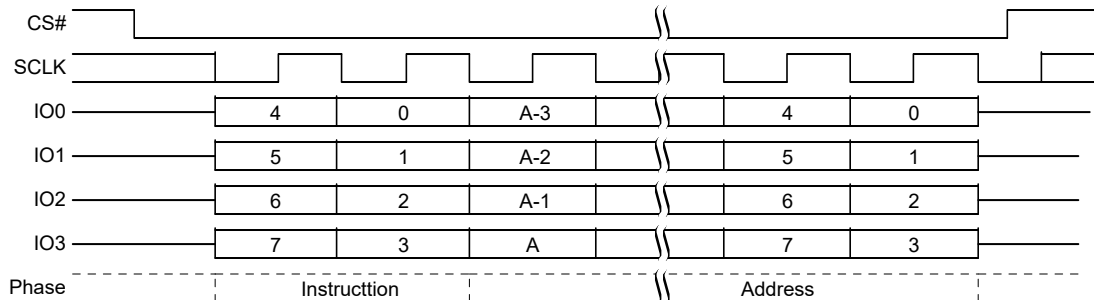 CS#
SCLK
IO0 4 0 A-3 4 0
IO1 5 1 A-2 5 1
IO2 6 2 A-1 6 2
IO3 7 3 A 7 3
Phase Instructtion Address